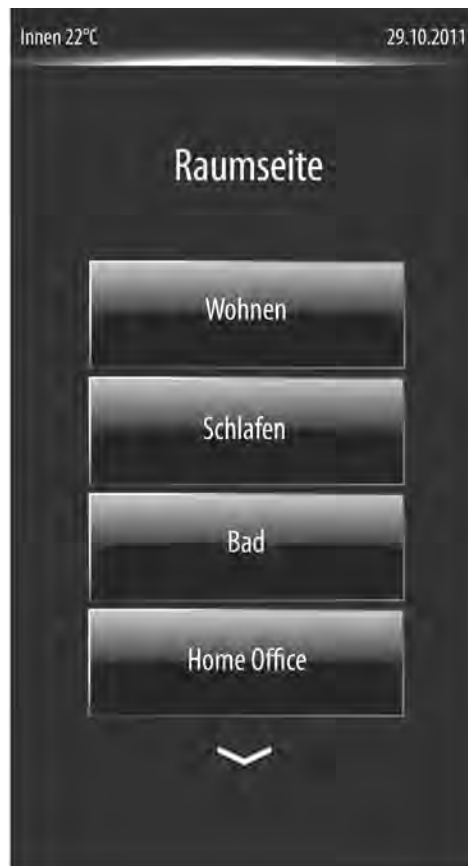 Innen 22°C 29.10.2011
Raumseite
Wohnen
Schlafen
Bad
Home Office